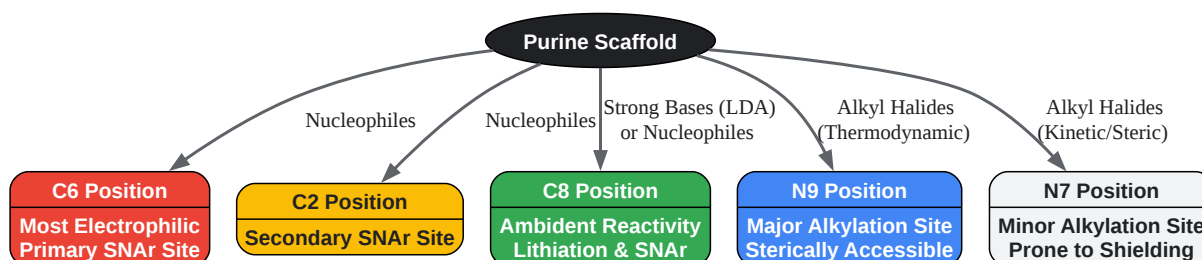 Purine Scaffold
Nucleophiles
Nucleophiles
Strong Bases (LDA)
or Nucleophiles
Alkyl Halides
(Thermodynamic)
Alkyl Halides
(Kinetic/Steric)
C6 Position
Most Electrophilic
Primary SNAr Site
C2 Position
Secondary SNAr Site
C8 Position
Ambident Reactivity
Lithiation & SNAr
N9 Position
Major Alkylation Site
Sterically Accessible
N7 Position
Minor Alkylation Site
Prone to Shielding